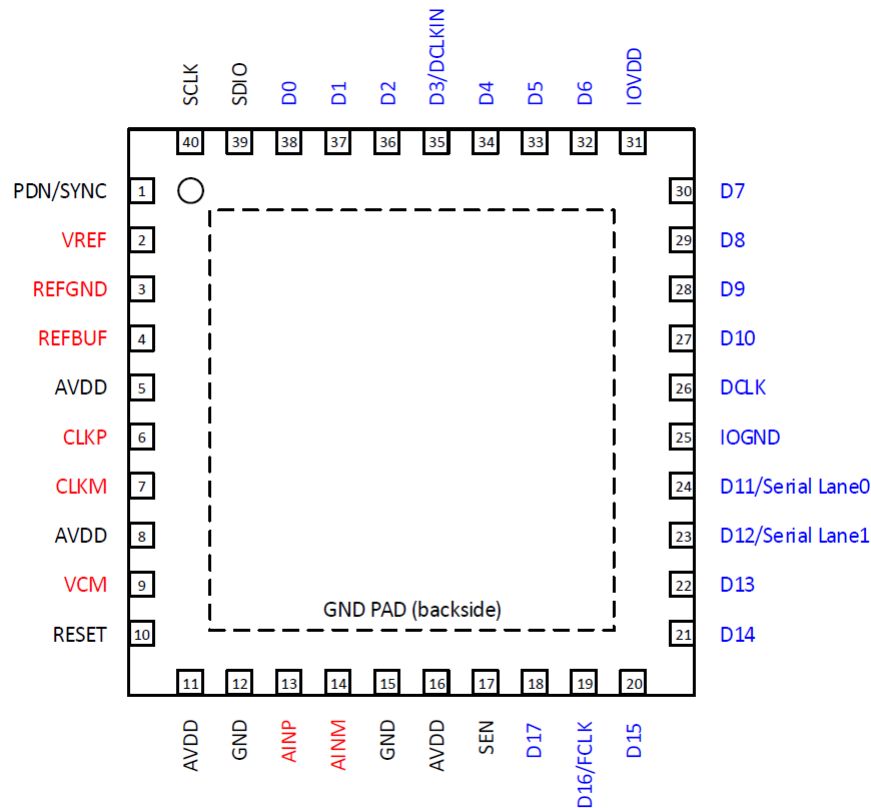 SCLK
SDIO
D0
D1
D2
D3/DCLKIN
D4
D5
D6
IOVDD
40
39
38
37
36
35
34
33
32
31
PDN/SYNC 1
VREF 2
REFGND 3
REFBUF 4
AVDD 5
CLKP 6
CLKM 7
AVDD 8
VCM 9
RESET 10
30 D7
29 D8
28 D9
27 D10
26 DCLK
25 IOGND
24 D11/Serial Lane0
23 D12/Serial Lane1
22 D13
21 D14
GND PAD (backside)
11
12
13
14
15
16
17
18
19
20
AVDD
GND
AINP
AINM
GND
AVDD
SEN
D17
D16/FCLK
D15